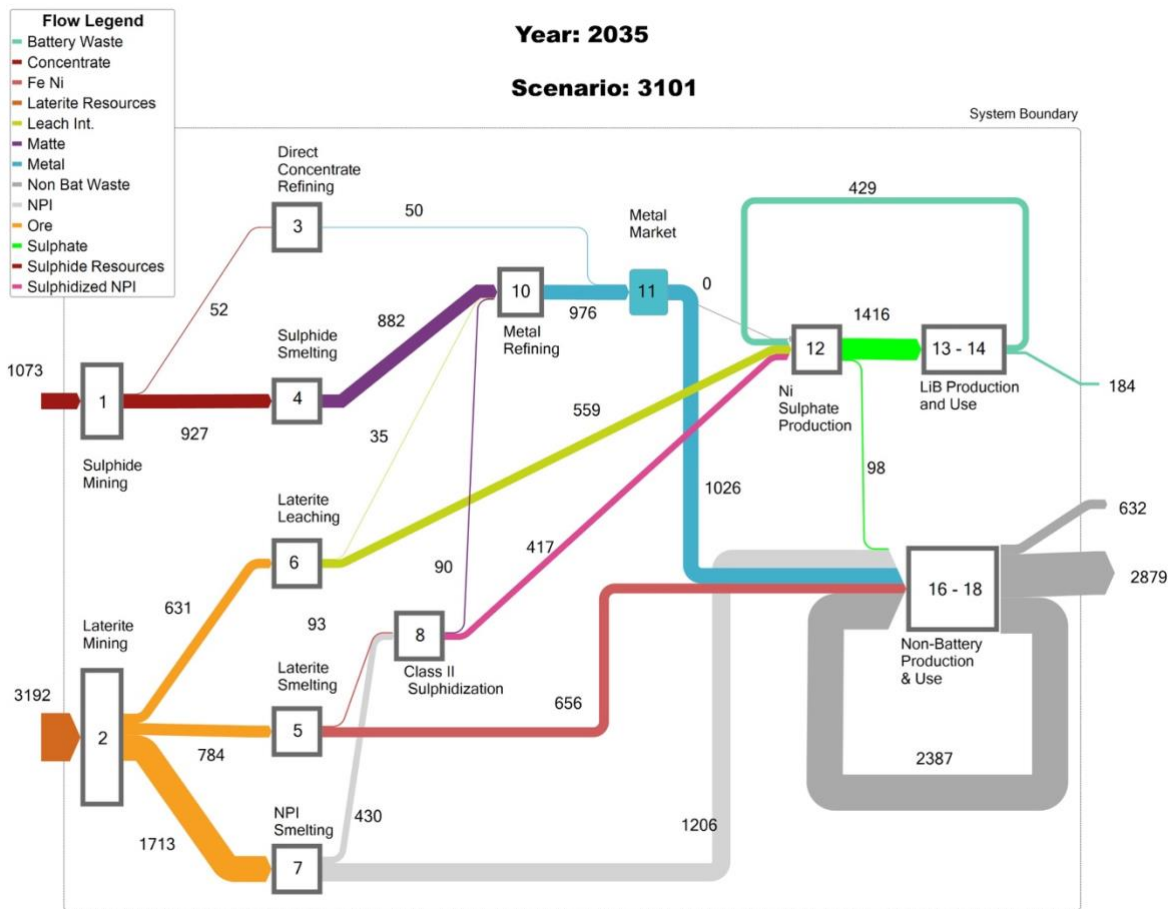 Flow Legend
Battery Waste
Concentrate
Fe Ni
Laterite Resources
Leach Int.
Matte
Metal
Non Bat Waste
NPI
Ore
Sulphate
Sulphide Resources
Sulphidized NPI
Year: 2035
Scenario: 3101
System Boundary
Direct
Concentrate
Refining
3
50
Metal
Market
429
52
882
10
976
11
0
1416
Sulphide
Smelting
Metal
Refining
12
13 - 14
1073
1
4
Ni
Sulphate
Production
LiB Production
and Use
184
927
35
559
Sulphide
Mining
98
Laterite
Leaching
1026
632
6
90
417
2879
631
93
16 - 18
Laterite
Mining
8
Class II
Sulphidization
Non-Battery
Production
& Use
Laterite
Smelting
3192
2
5
656
784
2387
NPI
Smelting
430
1206
1713
7